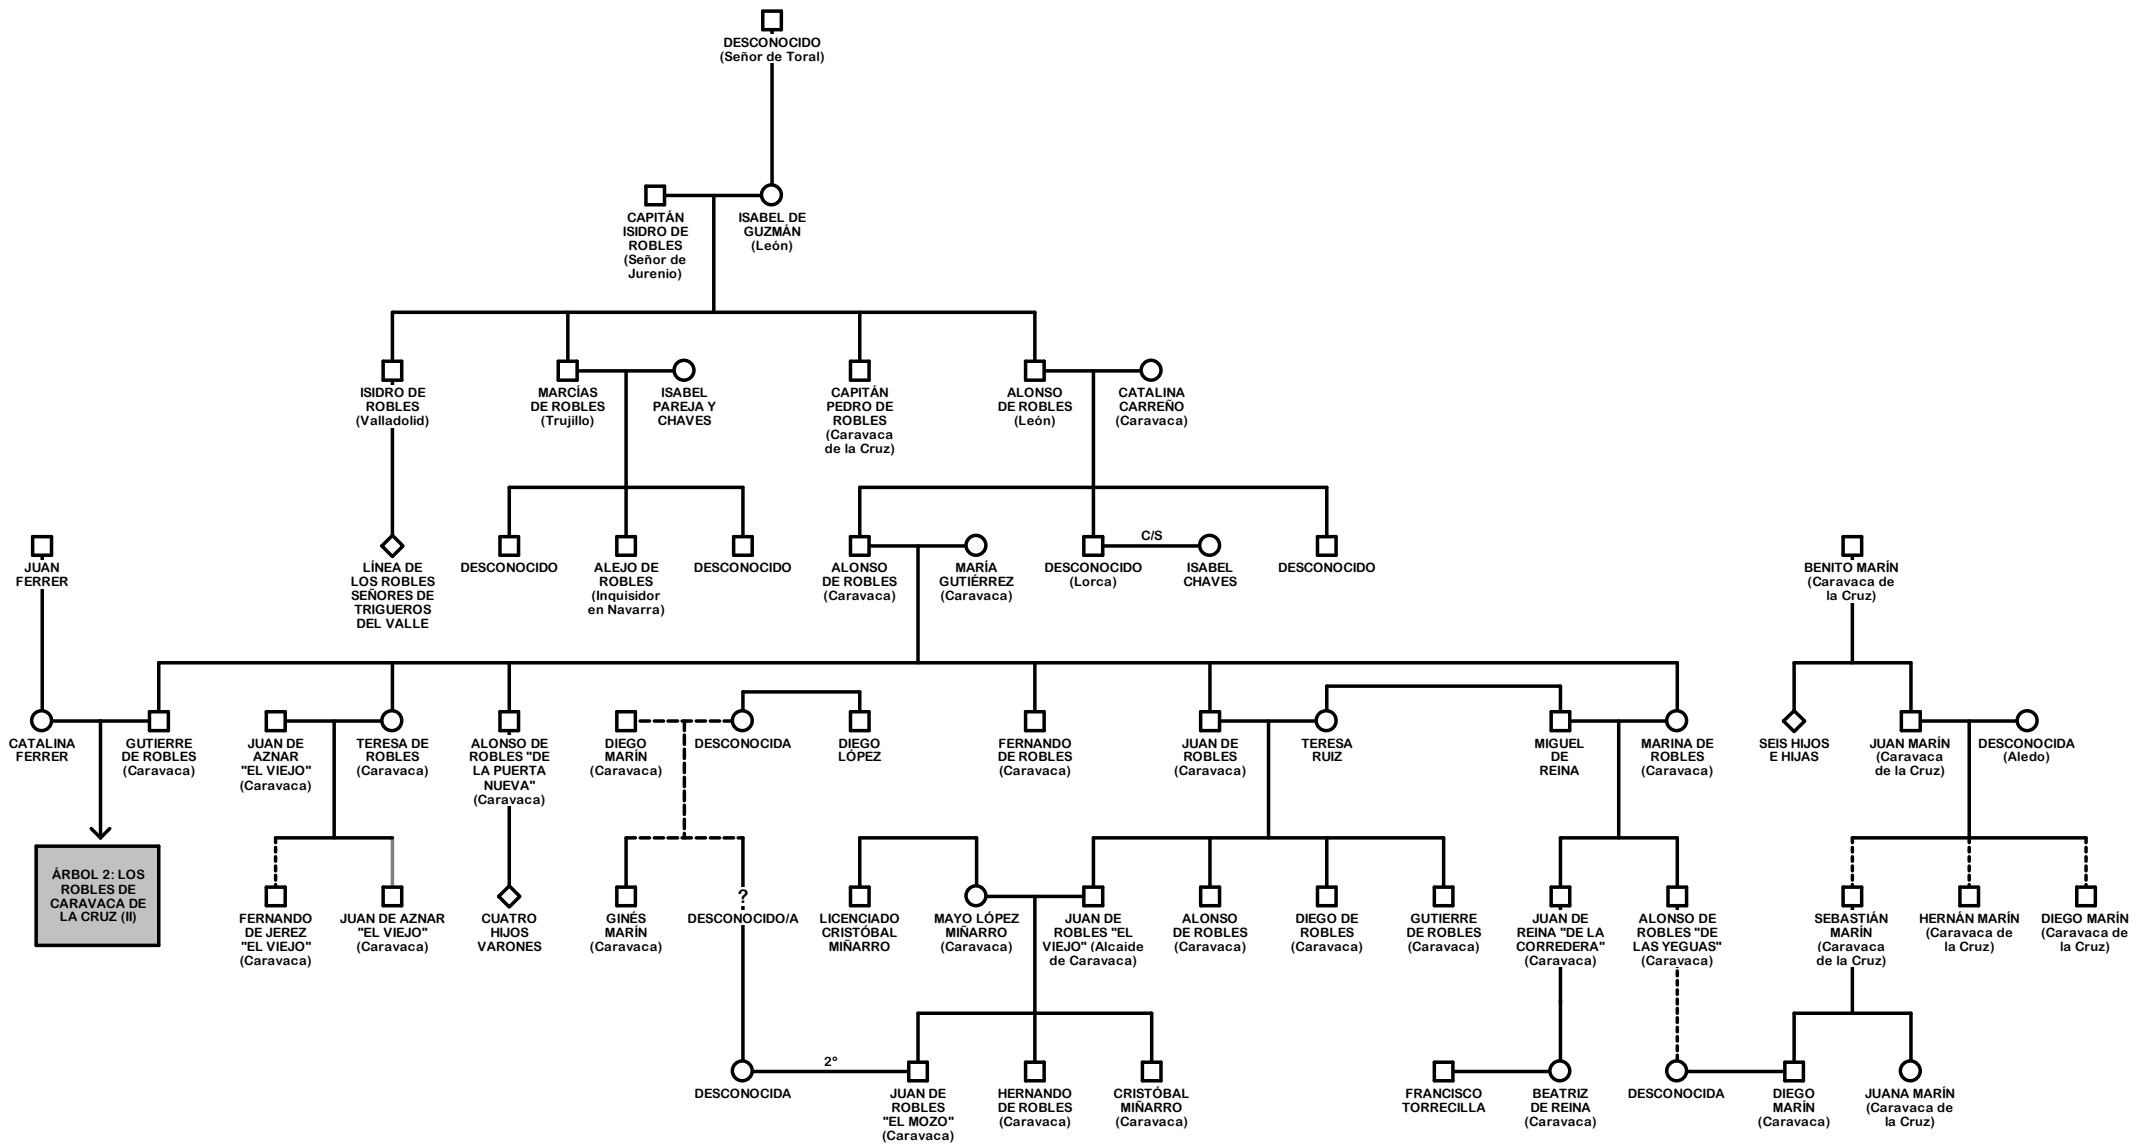 DESCONOCIDO
(Señor de Toral)
CAPITÁN
ISIDRO DE
ROBLES
(Señor de
Jurenio)
ISABEL DE
GUZMÁN
(León)
ISIDRO DE
ROBLES
(Valladolid)
MARCÍAS
DE ROBLES
(Trujillo)
ISABEL
PAREJA Y
CHAVES
CAPITÁN
PEDRO DE
ROBLES
(Caravaca
de la Cruz)
ALONSO
DE ROBLES
(León)
CATALINA
CARREÑO
(Caravaca)
JUAN
FERRER
LÍNEA DE
LOS ROBLES
SEÑORES DE
TRIGUEROS
DEL VALLE
DESCONOCIDO
ALEJO DE
ROBLES
(Inquisidor
en Navarra)
DESCONOCIDO
ALONSO
DE ROBLES
(Caravaca)
MARÍA
GUTIÉRREZ
(Caravaca)
C/S
DESCONOCIDO
(Lorca)
ISABEL
CHAVES
DESCONOCIDO
BENITO MARÍN
(Caravaca de
la Cruz)
CATALINA
FERRER
GUTIERRE
DE ROBLES
(Caravaca)
JUAN DE
AZNAR
"EL VIEJO"
(Caravaca)
TERESA DE
ROBLES
(Caravaca)
ALONSO DE
ROBLES "DE
LA PUERTA
NUEVA"
(Caravaca)
DIEGO
MARÍN
(Caravaca)
DESCONOCIDA
DIEGO
LÓPEZ
FERNANDO
DE ROBLES
(Caravaca)
JUAN DE
ROBLES
(Caravaca)
TERESA
RUIZ
MIGUEL
DE
REINA
MARINA DE
ROBLES
(Caravaca)
SEIS HIJOS
E HIJAS
JUAN MARÍN
(Caravaca
de la Cruz)
DESCONOCIDA
(Aledo)
ÁRBOL 2: LOS
ROBLES DE
CARAVACA DE
LA CRUZ (II)
FERNANDO
DE JEREZ
"EL VIEJO"
(Caravaca)
JUAN DE AZNAR
"EL VIEJO"
(Caravaca)
CUATRO
HIJOS
VARONES
GINÉS
MARÍN
(Caravaca)
?
DESCONOCIDO/A
LICENCIADO
CRISTÓBAL
MIÑARRO
MAYO LÓPEZ
MIÑARRO
(Caravaca)
JUAN DE
ROBLES "EL
VIEJO" (Alcaide
de Caravaca)
ALONSO
DE ROBLES
(Caravaca)
DIEGO DE
ROBLES
(Caravaca)
GUTIERRE
DE ROBLES
(Caravaca)
JUAN DE
REINA "DE LA
CORREDERA"
(Caravaca)
ALONSO DE
ROBLES "DE
LAS YEGUAS"
(Caravaca)
SEBASTIÁN
MARÍN
(Caravaca
de la Cruz)
HERNÁN MARÍN
(Caravaca de
la Cruz)
DIEGO MARÍN
(Caravaca de
la Cruz)
DESCONOCIDA
2º
JUAN DE
ROBLES
"EL MOZO"
(Caravaca)
HERNANDO
DE ROBLES
(Caravaca)
CRISTÓBAL
MIÑARRO
(Caravaca)
FRANCISCO
TORRECILLA
BEATRIZ
DE REINA
(Caravaca)
DESCONOCIDA
DIEGO
MARÍN
(Caravaca)
JUANA MARÍN
(Caravaca de
la Cruz)